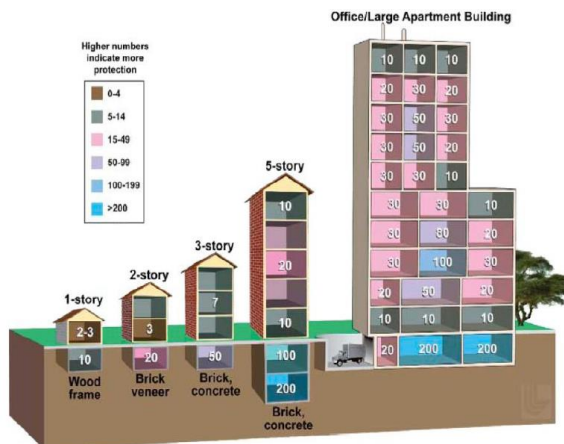 Office/Large Apartment Building
Higher numbers
indicate more
protection
0-4
5-14
15-49
50-99
100-199
>200
10 10 10
20 30 20
30 50 30
30 50 20
30 30 10
30 30 10
30 80 20
30 100 30
20 50 20
10 10 10
20 200 200
5-story
10
20
10
100
200
Brick,
concrete
3-story
7
50
Brick,
concrete
2-story
3
20
Brick
veneer
1-story
2-3
10
Wood
frame